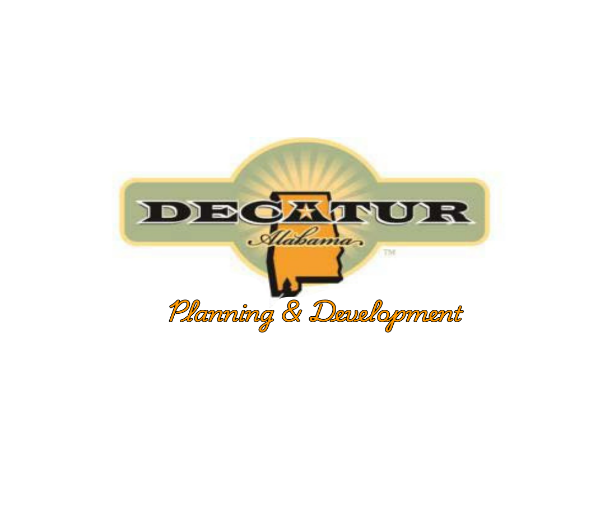 DECATUR
Alabama
TM
Planning & Development